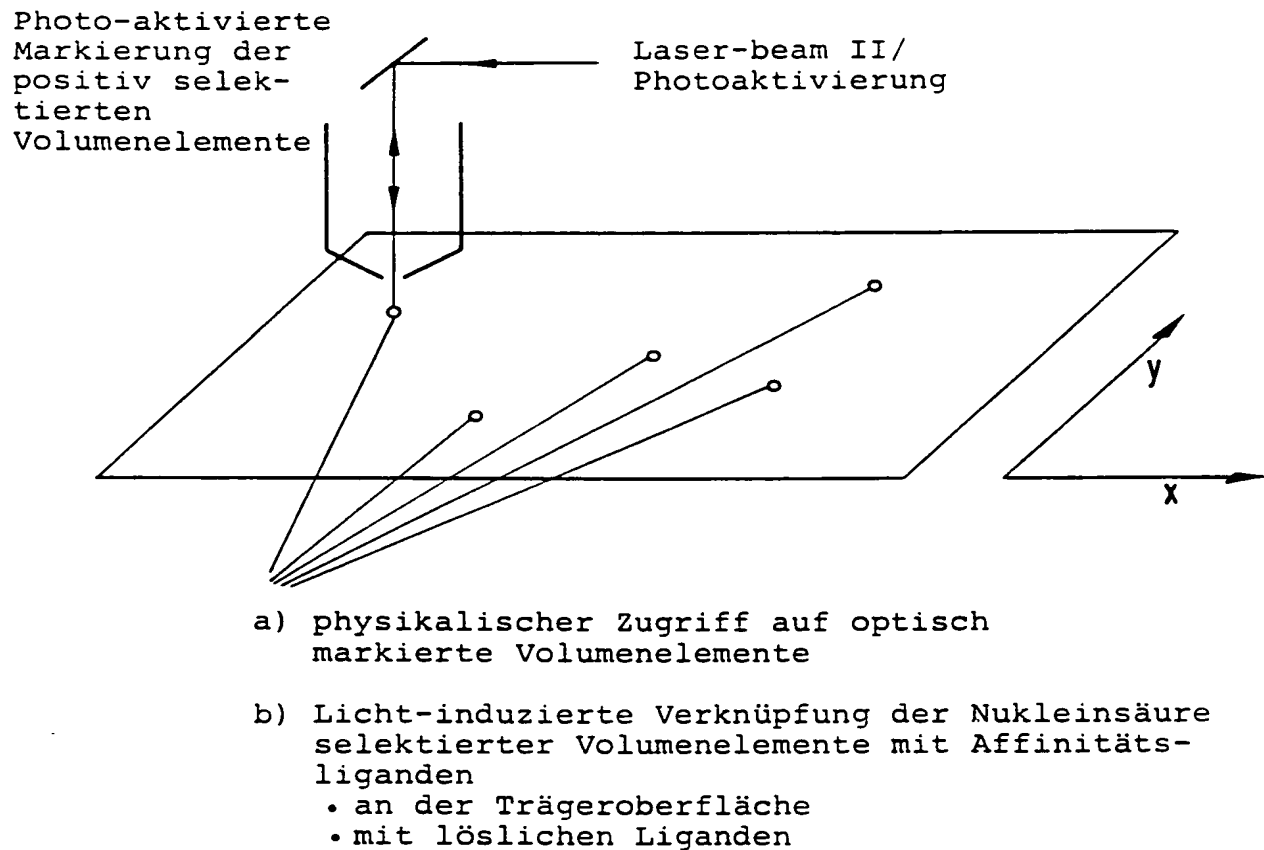 Photo-aktivierte
Markierung der
positiv selek-
tierten
Volumenelemente
Laser-beam II/
Photoaktivierung
y
x
a) physikalischer Zugriff auf optisch
markierte Volumenelemente
b) Licht-induzierte Verknüpfung der Nukleinsäure
selektierter Volumenelemente mit Affinitäts-
liganden
• an der Trägeroberfläche
• mit löslichen Liganden